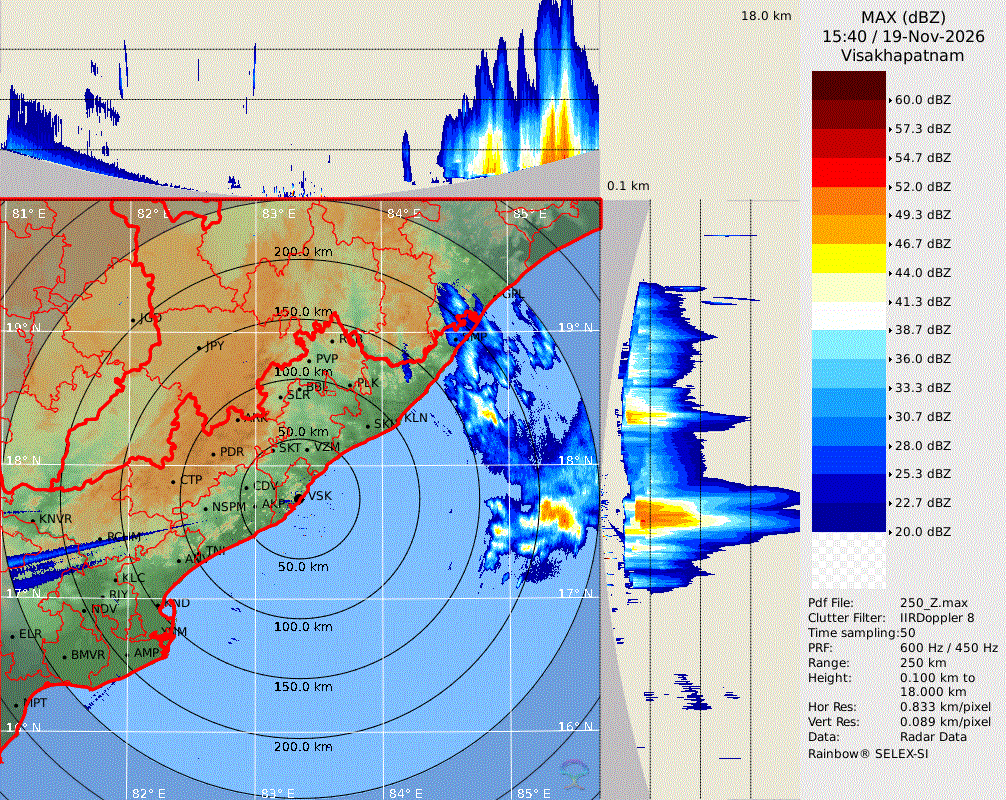 18.0 km
MAX (dBZ)
15:40 / 19-Nov-2026
Visakhapatnam
60.0 dBZ
57.3 dBZ
54.7 dBZ
52.0 dBZ
49.3 dBZ
46.7 dBZ
44.0 dBZ
41.3 dBZ
38.7 dBZ
36.0 dBZ
33.3 dBZ
30.7 dBZ
28.0 dBZ
25.3 dBZ
22.7 dBZ
20.0 dBZ
0.1 km
81° E 82° E 83° E 84° E 85° E
200.0 km
150.0 km
100.0 km
50.0 km
19° N 19° N
JPY
PVP
PLK
SLR
KLN
PDR SKT VZM
18° N 18° N
CTP
CDV
VSK
NSPM
KNVR
50.0 km
KLC
RJY
17° N 17° N
NDV
100.0 km
ELR
BMVR AMP
150.0 km
16° N
200.0 km
82° E 83° E 84° E 85° E
Pdf File: 250_Z.max
Clutter Filter: IIRDoppler 8
Time sampling:50
PRF: 600 Hz / 450 Hz
Range: 250 km
Height: 0.100 km to
18.000 km
Hor Res: 0.833 km/pixel
Vert Res: 0.089 km/pixel
Data: Radar Data
Rainbow® SELEX-SI